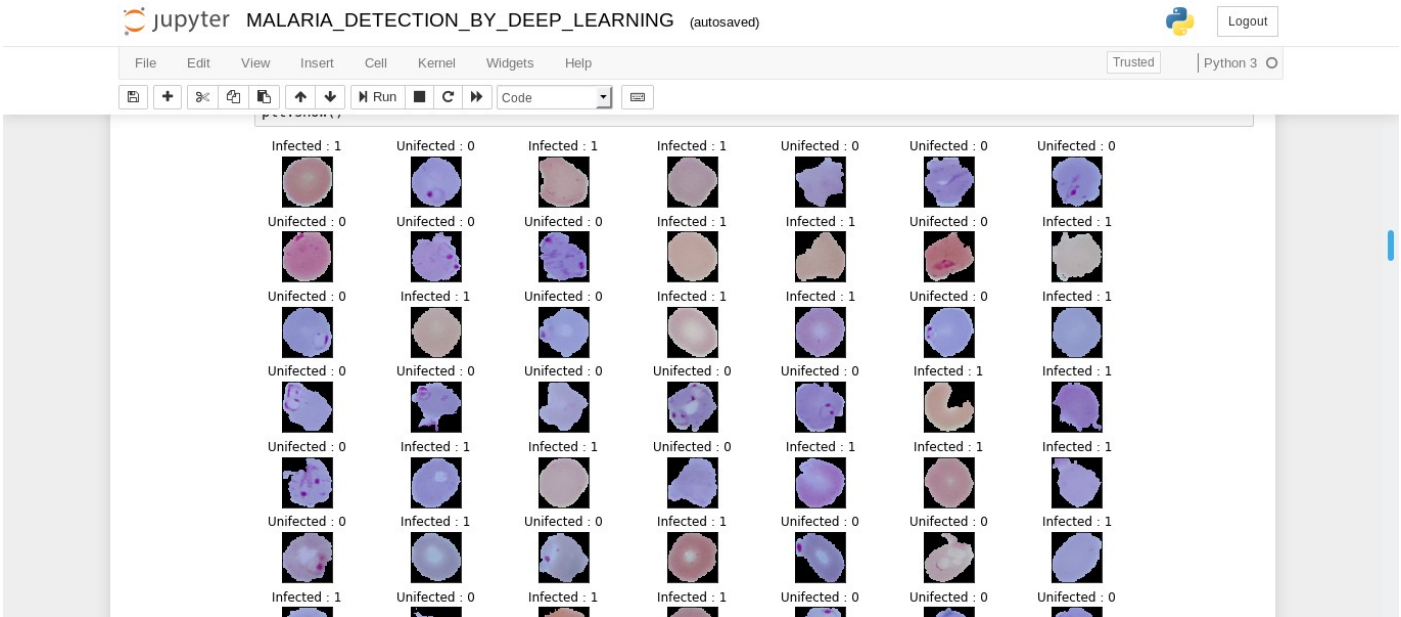 jupyter MALARIA_DETECTION_BY_DEEP_LEARNING (autosaved) Logout
File Edit View Insert Cell Kernel Widgets Help Trusted Python 3
Run Code
Infected : 1 Unifected : 0 Infected : 1 Infected : 1 Unifected : 0 Unifected : 0 Unifected : 0
Unifected : 0 Unifected : 0 Unifected : 0 Infected : 1 Infected : 1 Unifected : 0 Infected : 1
Unifected : 0 Infected : 1 Unifected : 0 Infected : 1 Infected : 1 Unifected : 0 Infected : 1
Unifected : 0 Unifected : 0 Unifected : 0 Unifected : 0 Unifected : 0 Infected : 1 Infected : 1
Unifected : 0 Infected : 1 Infected : 1 Unifected : 0 Infected : 1 Infected : 1 Infected : 1
Unifected : 0 Infected : 1 Unifected : 0 Infected : 1 Unifected : 0 Unifected : 0 Infected : 1
Infected : 1 Unifected : 0 Infected : 1 Infected : 1 Unifected : 0 Unifected : 0 Unifected : 0